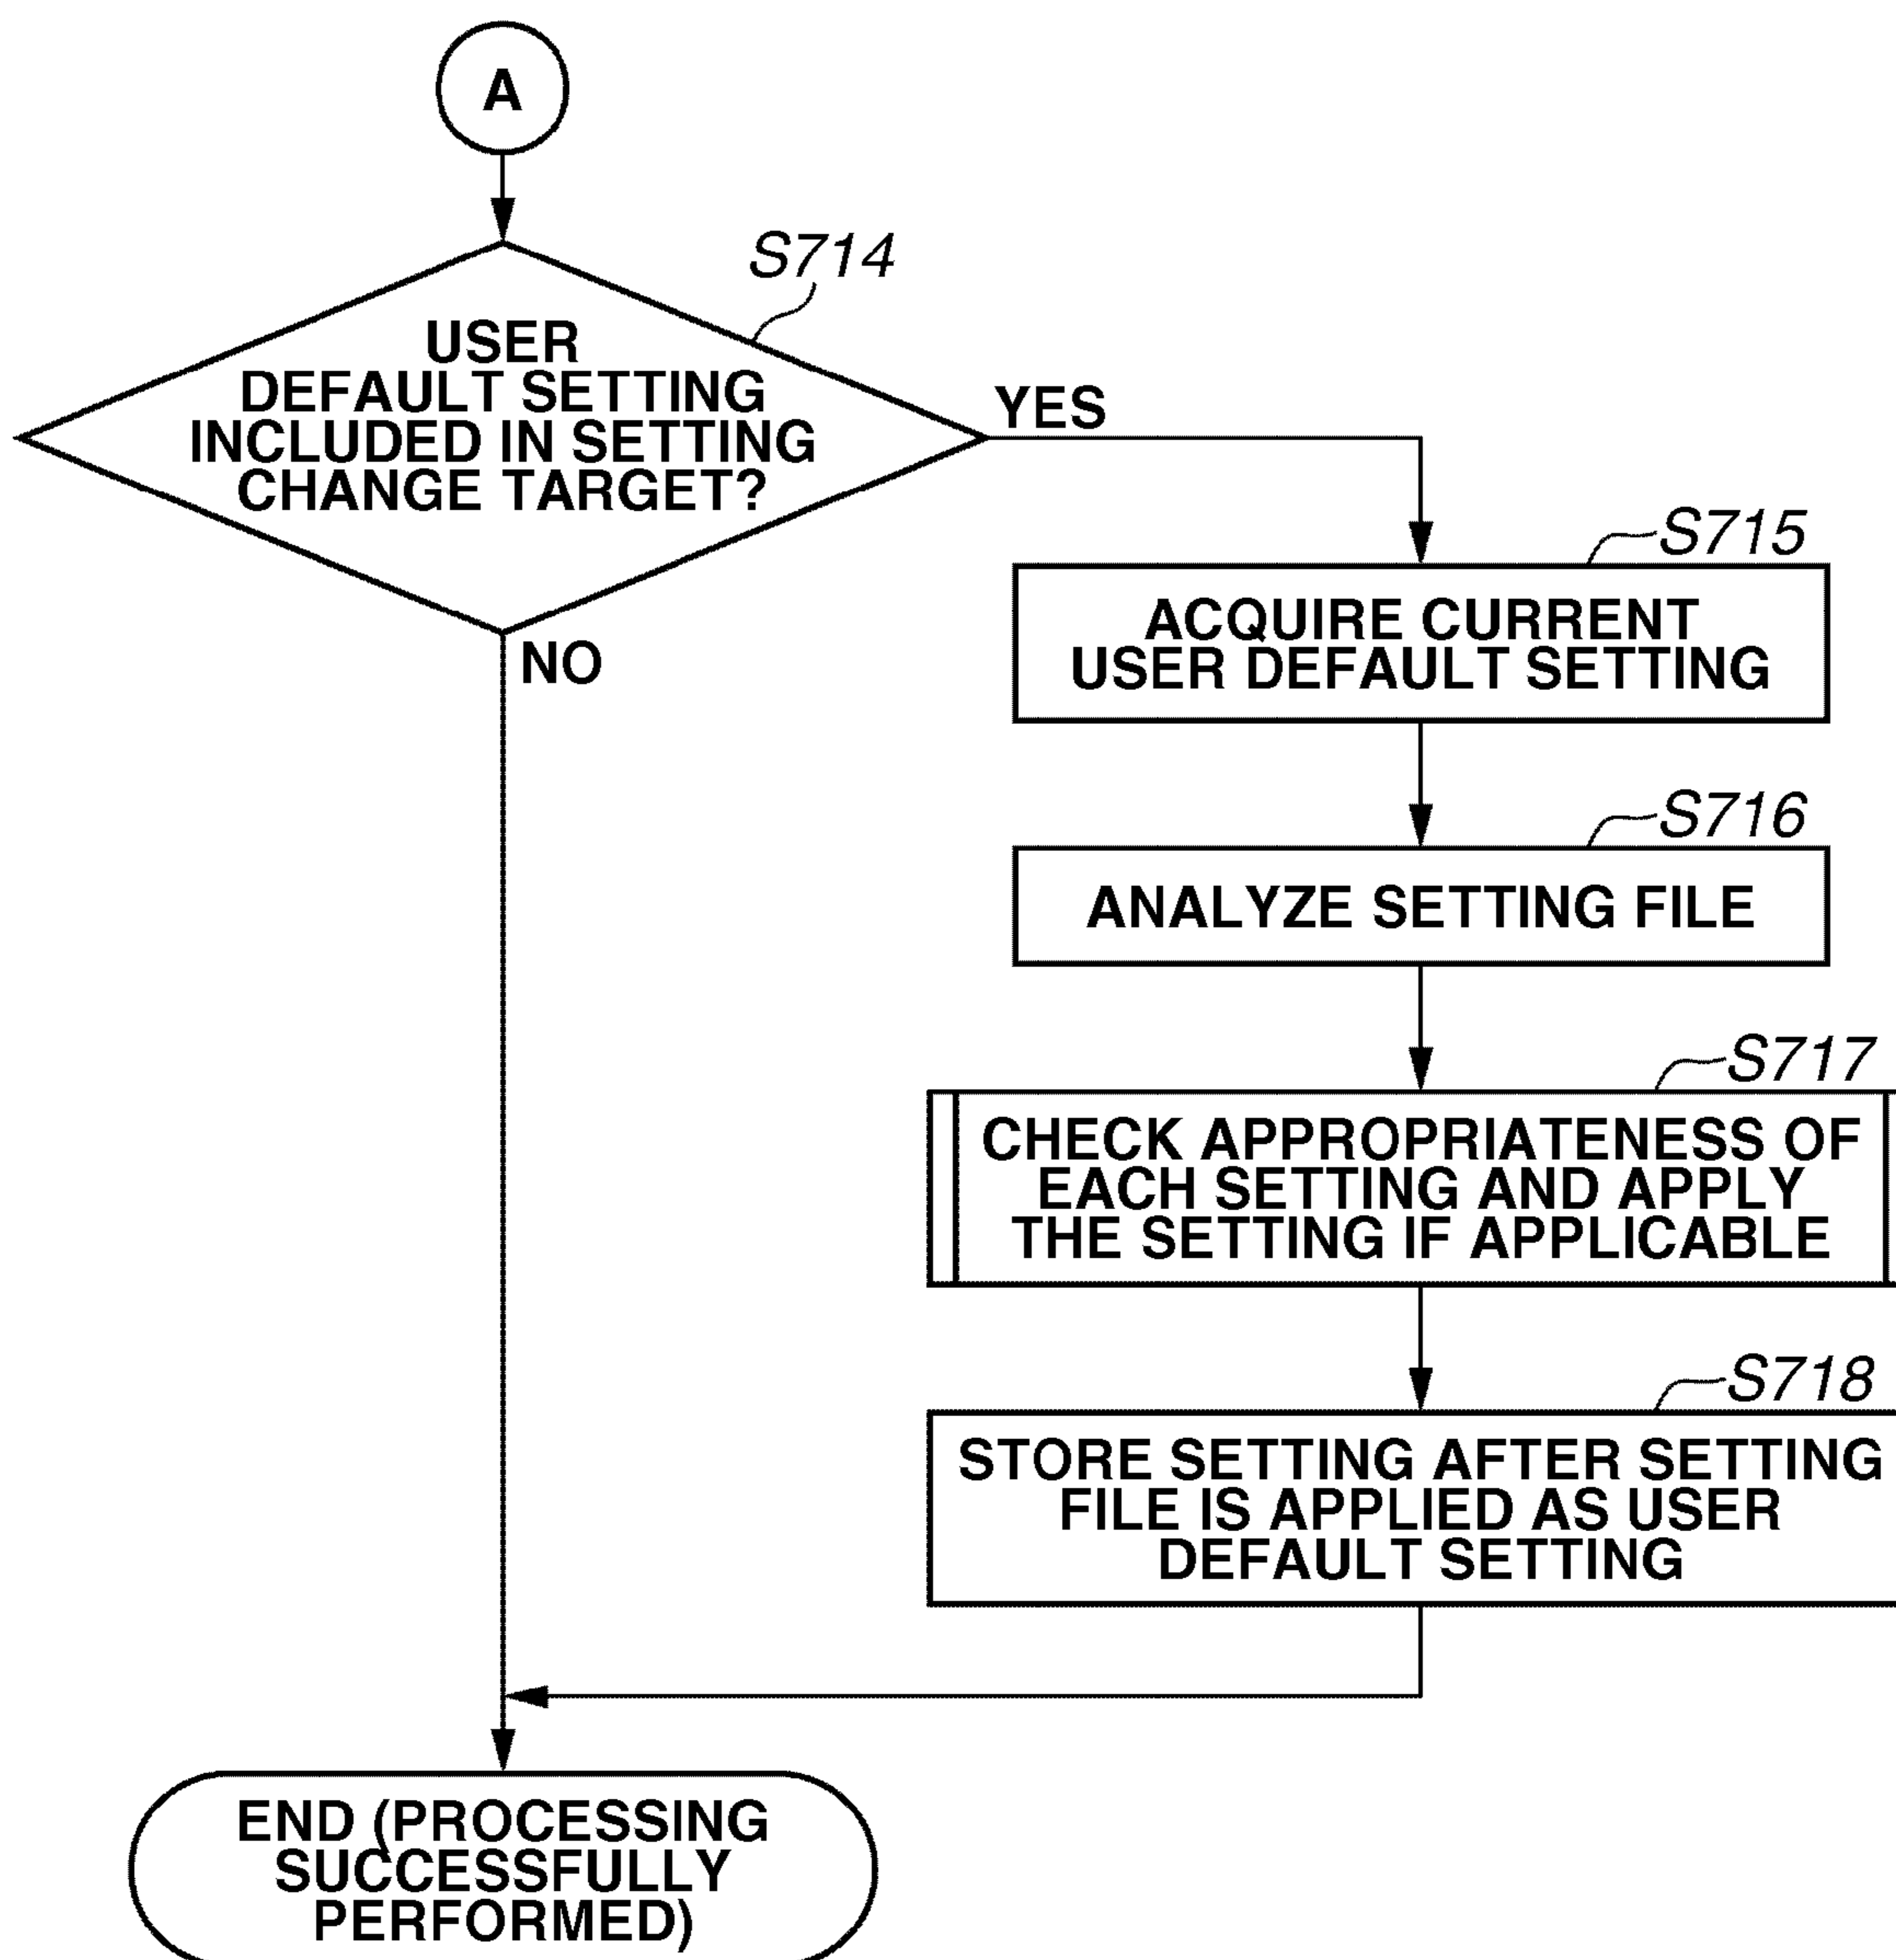 A
S714
USER
DEFAULT SETTING
INCLUDED IN SETTING
CHANGE TARGET?
YES
NO
S715
ACQUIRE CURRENT
USER DEFAULT SETTING
S716
ANALYZE SETTING FILE
S717
CHECK APPROPRIATENESS OF
EACH SETTING AND APPLY
THE SETTING IF APPLICABLE
S718
STORE SETTING AFTER SETTING
FILE IS APPLIED AS USER
DEFAULT SETTING
END (PROCESSING
SUCCESSFULLY
PERFORMED)